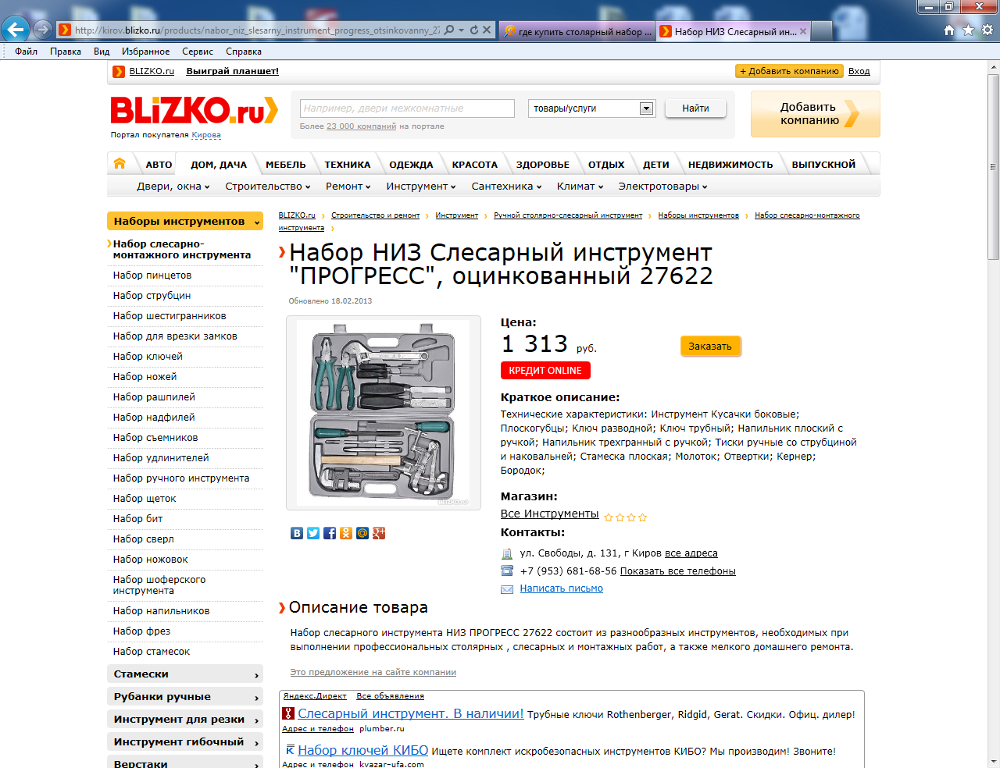 http://kirov.blizko.ru/products/nabor_niz_slesarny_instrument_progress_otsinkovanny_27
где купить столярный набор ...
Набор НИЗ Слесарный ин...
Файл Правка Вид Избранное Сервис Справка
BLIZKO.ru Выиграй планшет!
+ Добавить компанию Вход
BLiZKO.ru
Портал покупателя Кирова
Например, двери межкомнатные
товары/услуги
Найти
Более 23 000 компаний на портале
Добавить
компанию
АВТО ДОМ, ДАЧА МЕБЕЛЬ ТЕХНИКА ОДЕЖДА КРАСОТА ЗДОРОВЬЕ ОТДЫХ ДЕТИ НЕДВИЖИМОСТЬ ВЫПУСКНОЙ
Двери, окна Строительство Ремонт Инструмент Сантехника Климат Электротовары
Наборы инструментов
Набор слесарно-
монтажного инструмента
Набор пинцетов
Набор струбцин
Набор шестигранников
Набор для врезки замков
Набор ключей
Набор ножей
Набор рашпилей
Набор надфилей
Набор съемников
Набор удлинителей
Набор ручного инструмента
Набор щеток
Набор бит
Набор сверл
Набор ножовок
Набор шоферского
инструмента
Набор напильников
Набор фрез
Набор стамесок
Стамески
Рубанки ручные
Инструмент для резки
Инструмент гибочный
Верстаки
BLIZKO.ru Строительство и ремонт Инструмент Ручной столярно-слесарный инструмент Наборы инструментов Набор слесарно-монтажного
инструмента
Набор НИЗ Слесарный инструмент
"ПРОГРЕСС", оцинкованный 27622
Обновлено 18.02.2013
BLIZKO.RU
Цена:
1 313 руб.
Заказать
КРЕДИТ ONLINE
Краткое описание:
Технические характеристики: Инструмент Кусачки боковые;
Плоскогубцы; Ключ разводной; Ключ трубный; Напильник плоский с
ручкой; Напильник трехгранный с ручкой; Тиски ручные со струбциной
и наковальней; Стамеска плоская; Молоток; Отвертки; Кернер;
Бородок;
Магазин:
Все Инструменты
Контакты:
ул. Свободы, д. 131, г Киров все адреса
+7 (953) 681-68-56 Показать все телефоны
Написать письмо
Описание товара
Набор слесарного инструмента НИЗ ПРОГРЕСС 27622 состоит из разнообразных инструментов, необходимых при
выполнении профессиональных столярных , слесарных и монтажных работ, а также мелкого домашнего ремонта.
Это предложение на сайте компании
Яндекс.Директ Все объявления
Слесарный инструмент. В наличии! Трубные ключи Rothenberger, Ridgid, Gerat. Скидки. Офиц. дилер!
Адрес и телефон plumber.ru
Набор ключей КИБО Ищете комплект искробезопасных инструментов КИБО? Мы производим! Звоните!
Адрес и телефон kvazar-ufa.com